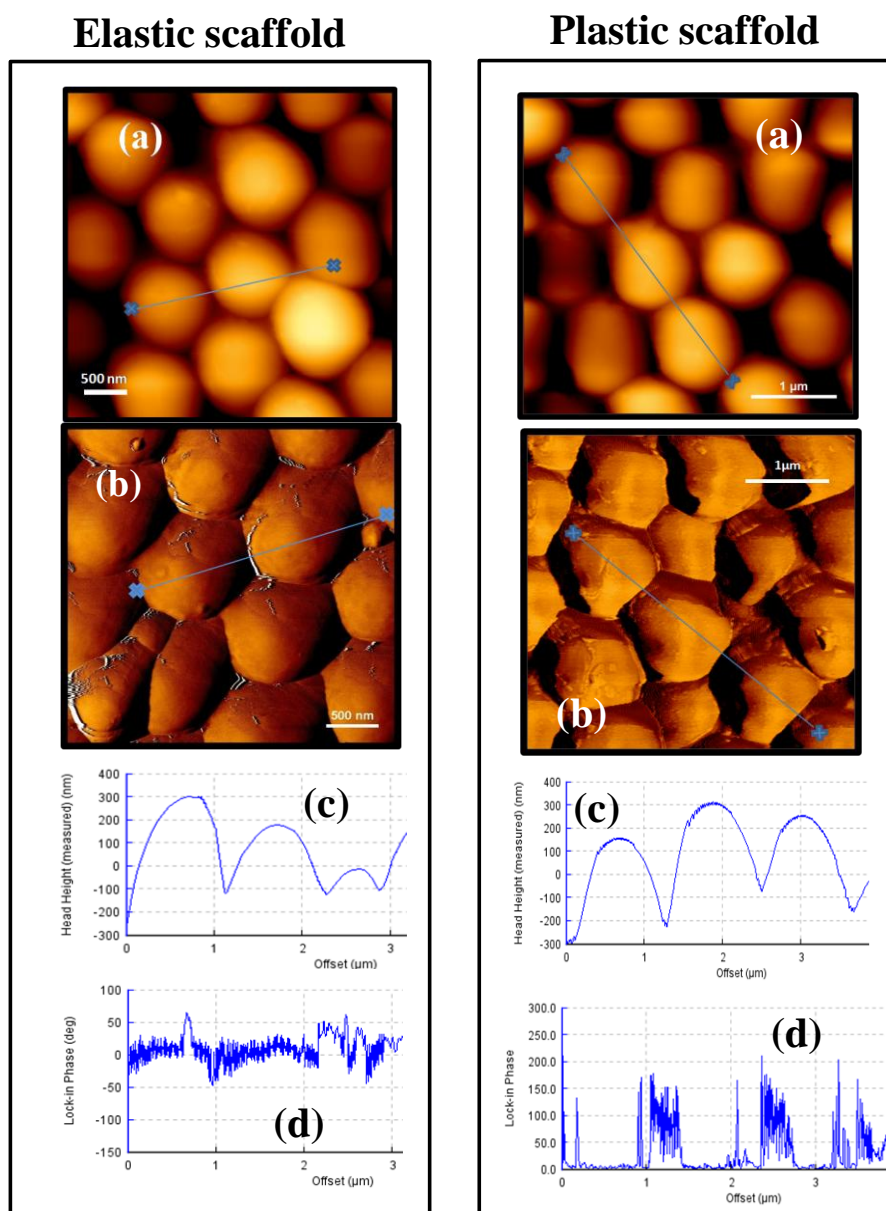 Elastic scaffold
(a)
500 nm
(b)
500 nm
(c)
Head Height (measured) (nm)
400
300
200
100
0
-100
-200
-300
0
1
2
3
Offset (µm)
(d)
Lock-in Phase (deg)
100
50
0
-50
-100
-150
0
1
2
3
Offset (µm)
Plastic scaffold
(a)
1 µm
1µm
(b)
(c)
Head Height (measured) (nm)
400
300
200
100
0
-100
-200
-300
0
1
2
3
Offset (µm)
(d)
Lock-in Phase
300.0
250.0
200.0
150.0
100.0
50.0
0.0
0
1
2
3
Offset (µm)